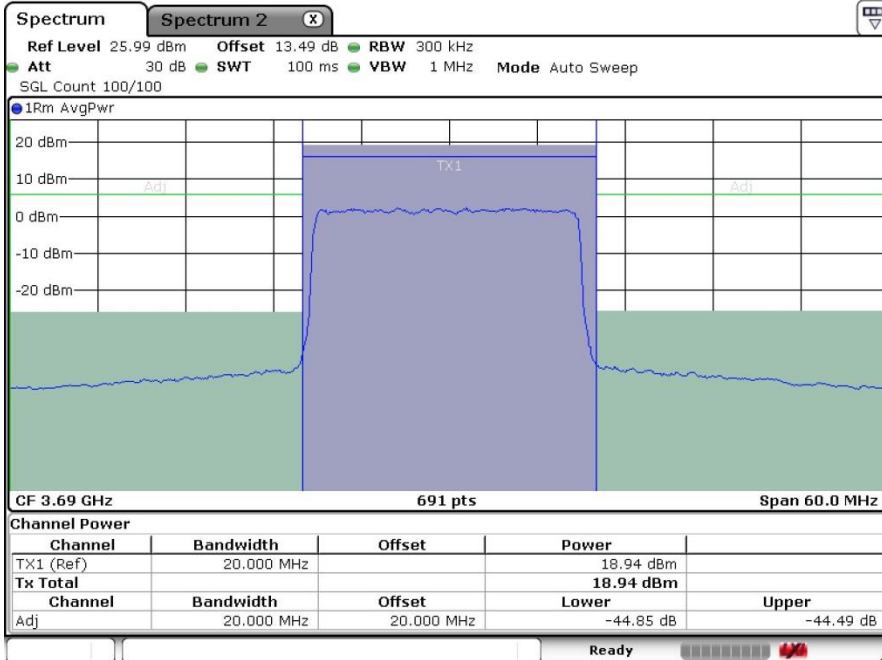 Spectrum Spectrum 2 X
Ref Level 25.99 dBm Offset 13.49 dB RBW 300 kHz
Att 30 dB SWT 100 ms VBW 1 MHz Mode Auto Sweep
SGL Count 100/100
1Rm AvgPwr
20 dBm
TX1
10 dBm
Adj Adj
0 dBm
-10 dBm
-20 dBm
CF 3.69 GHz 691 pts Span 60.0 MHz
Channel Power
Channel Bandwidth Offset Power
TX1 (Ref) 20.000 MHz 18.94 dBm
Tx Total 18.94 dBm
Channel Bandwidth Offset Lower Upper
Adj 20.000 MHz 20.000 MHz -44.85 dB -44.49 dB
Ready